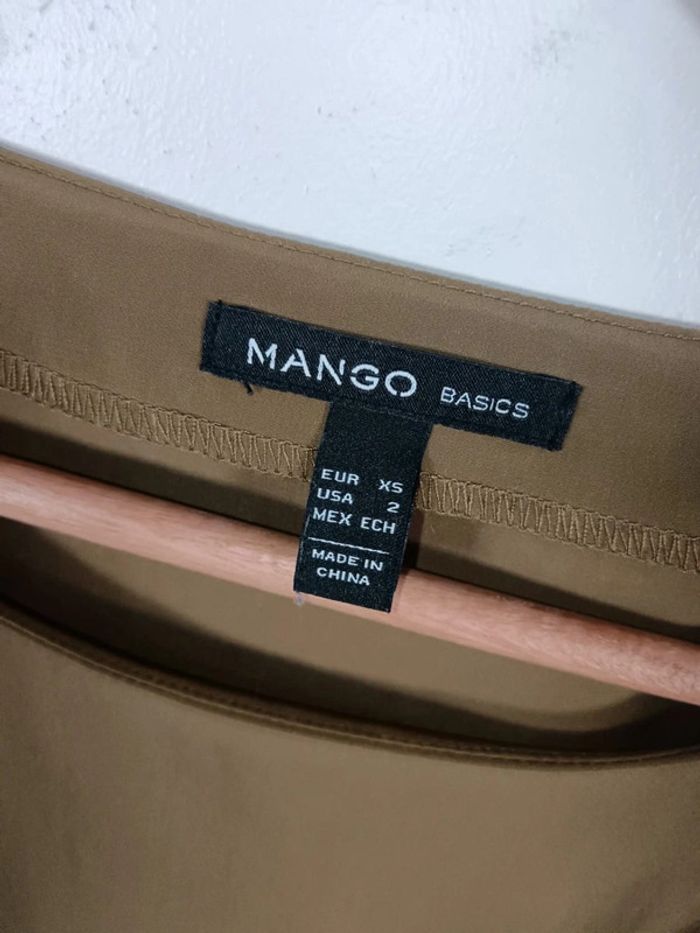 MANGO BASICS
EUR XS
USA 2
MEX ECH
MADE IN
CHINA